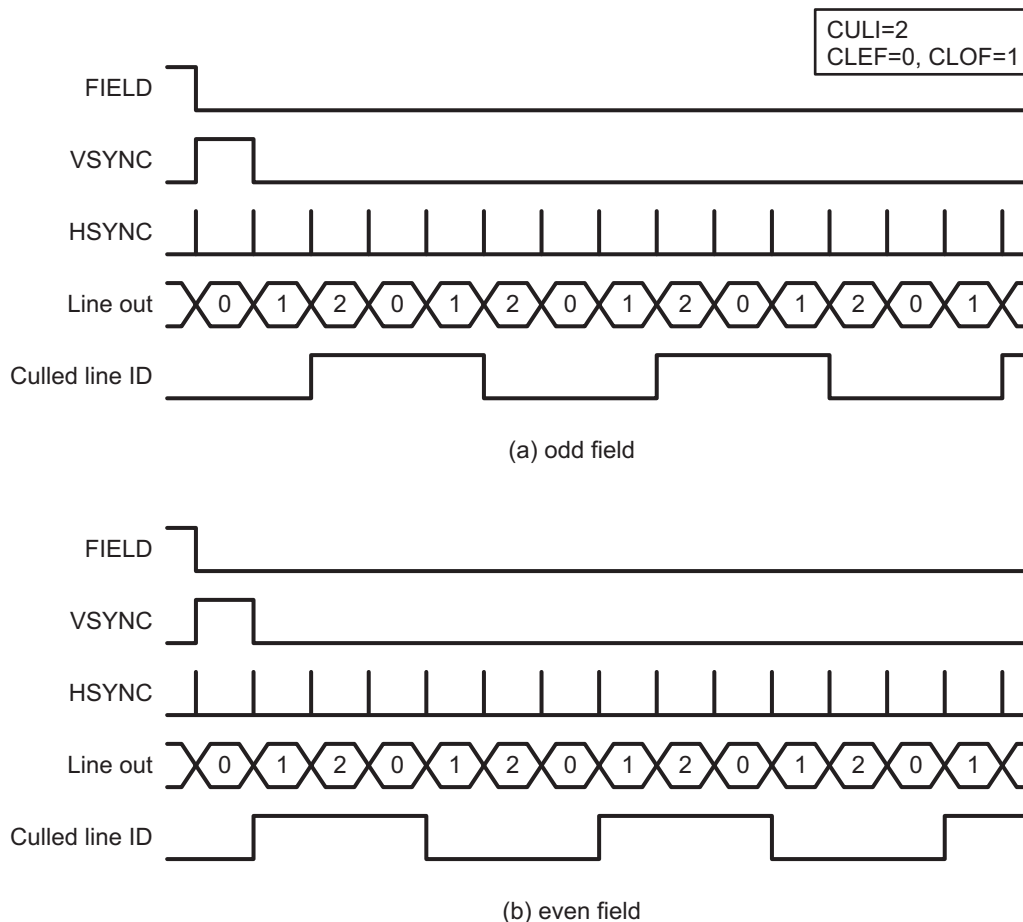 CULI=2
CLEF=0, CLOF=1
FIELD
VSYNC
HSYNC
Line out 0 1 2 0 1 2 0 1 2 0 1 2 0 1
Culled line ID
(a) odd field
FIELD
VSYNC
HSYNC
Line out 0 1 2 0 1 2 0 1 2 0 1 2 0 1
Culled line ID
(b) even field